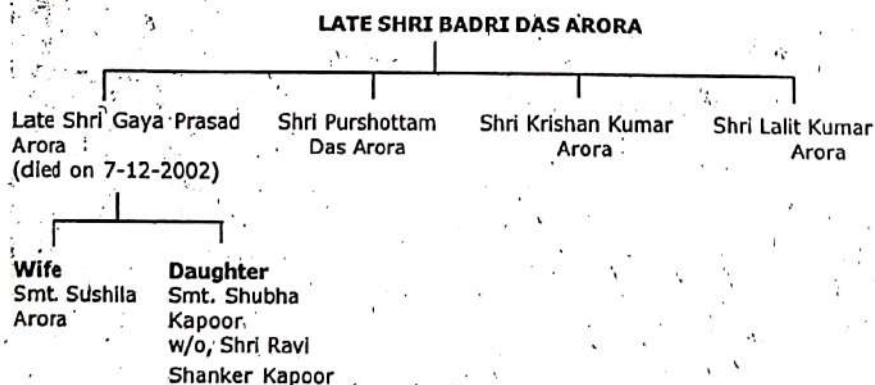 LATE SHRI BADRI DAS ARORA
Late Shri Gaya Prasad
Arora :
(died on 7-12-2002)
Shri Purshottam
Das Arora
Shri Krishan Kumar
Arora
Shri Lalit Kumar
Arora
Wife
Smt. Sushila
Arora
Daughter
Smt. Shubha
Kapoor
w/o, Shri Ravi
Shanker Kapoor